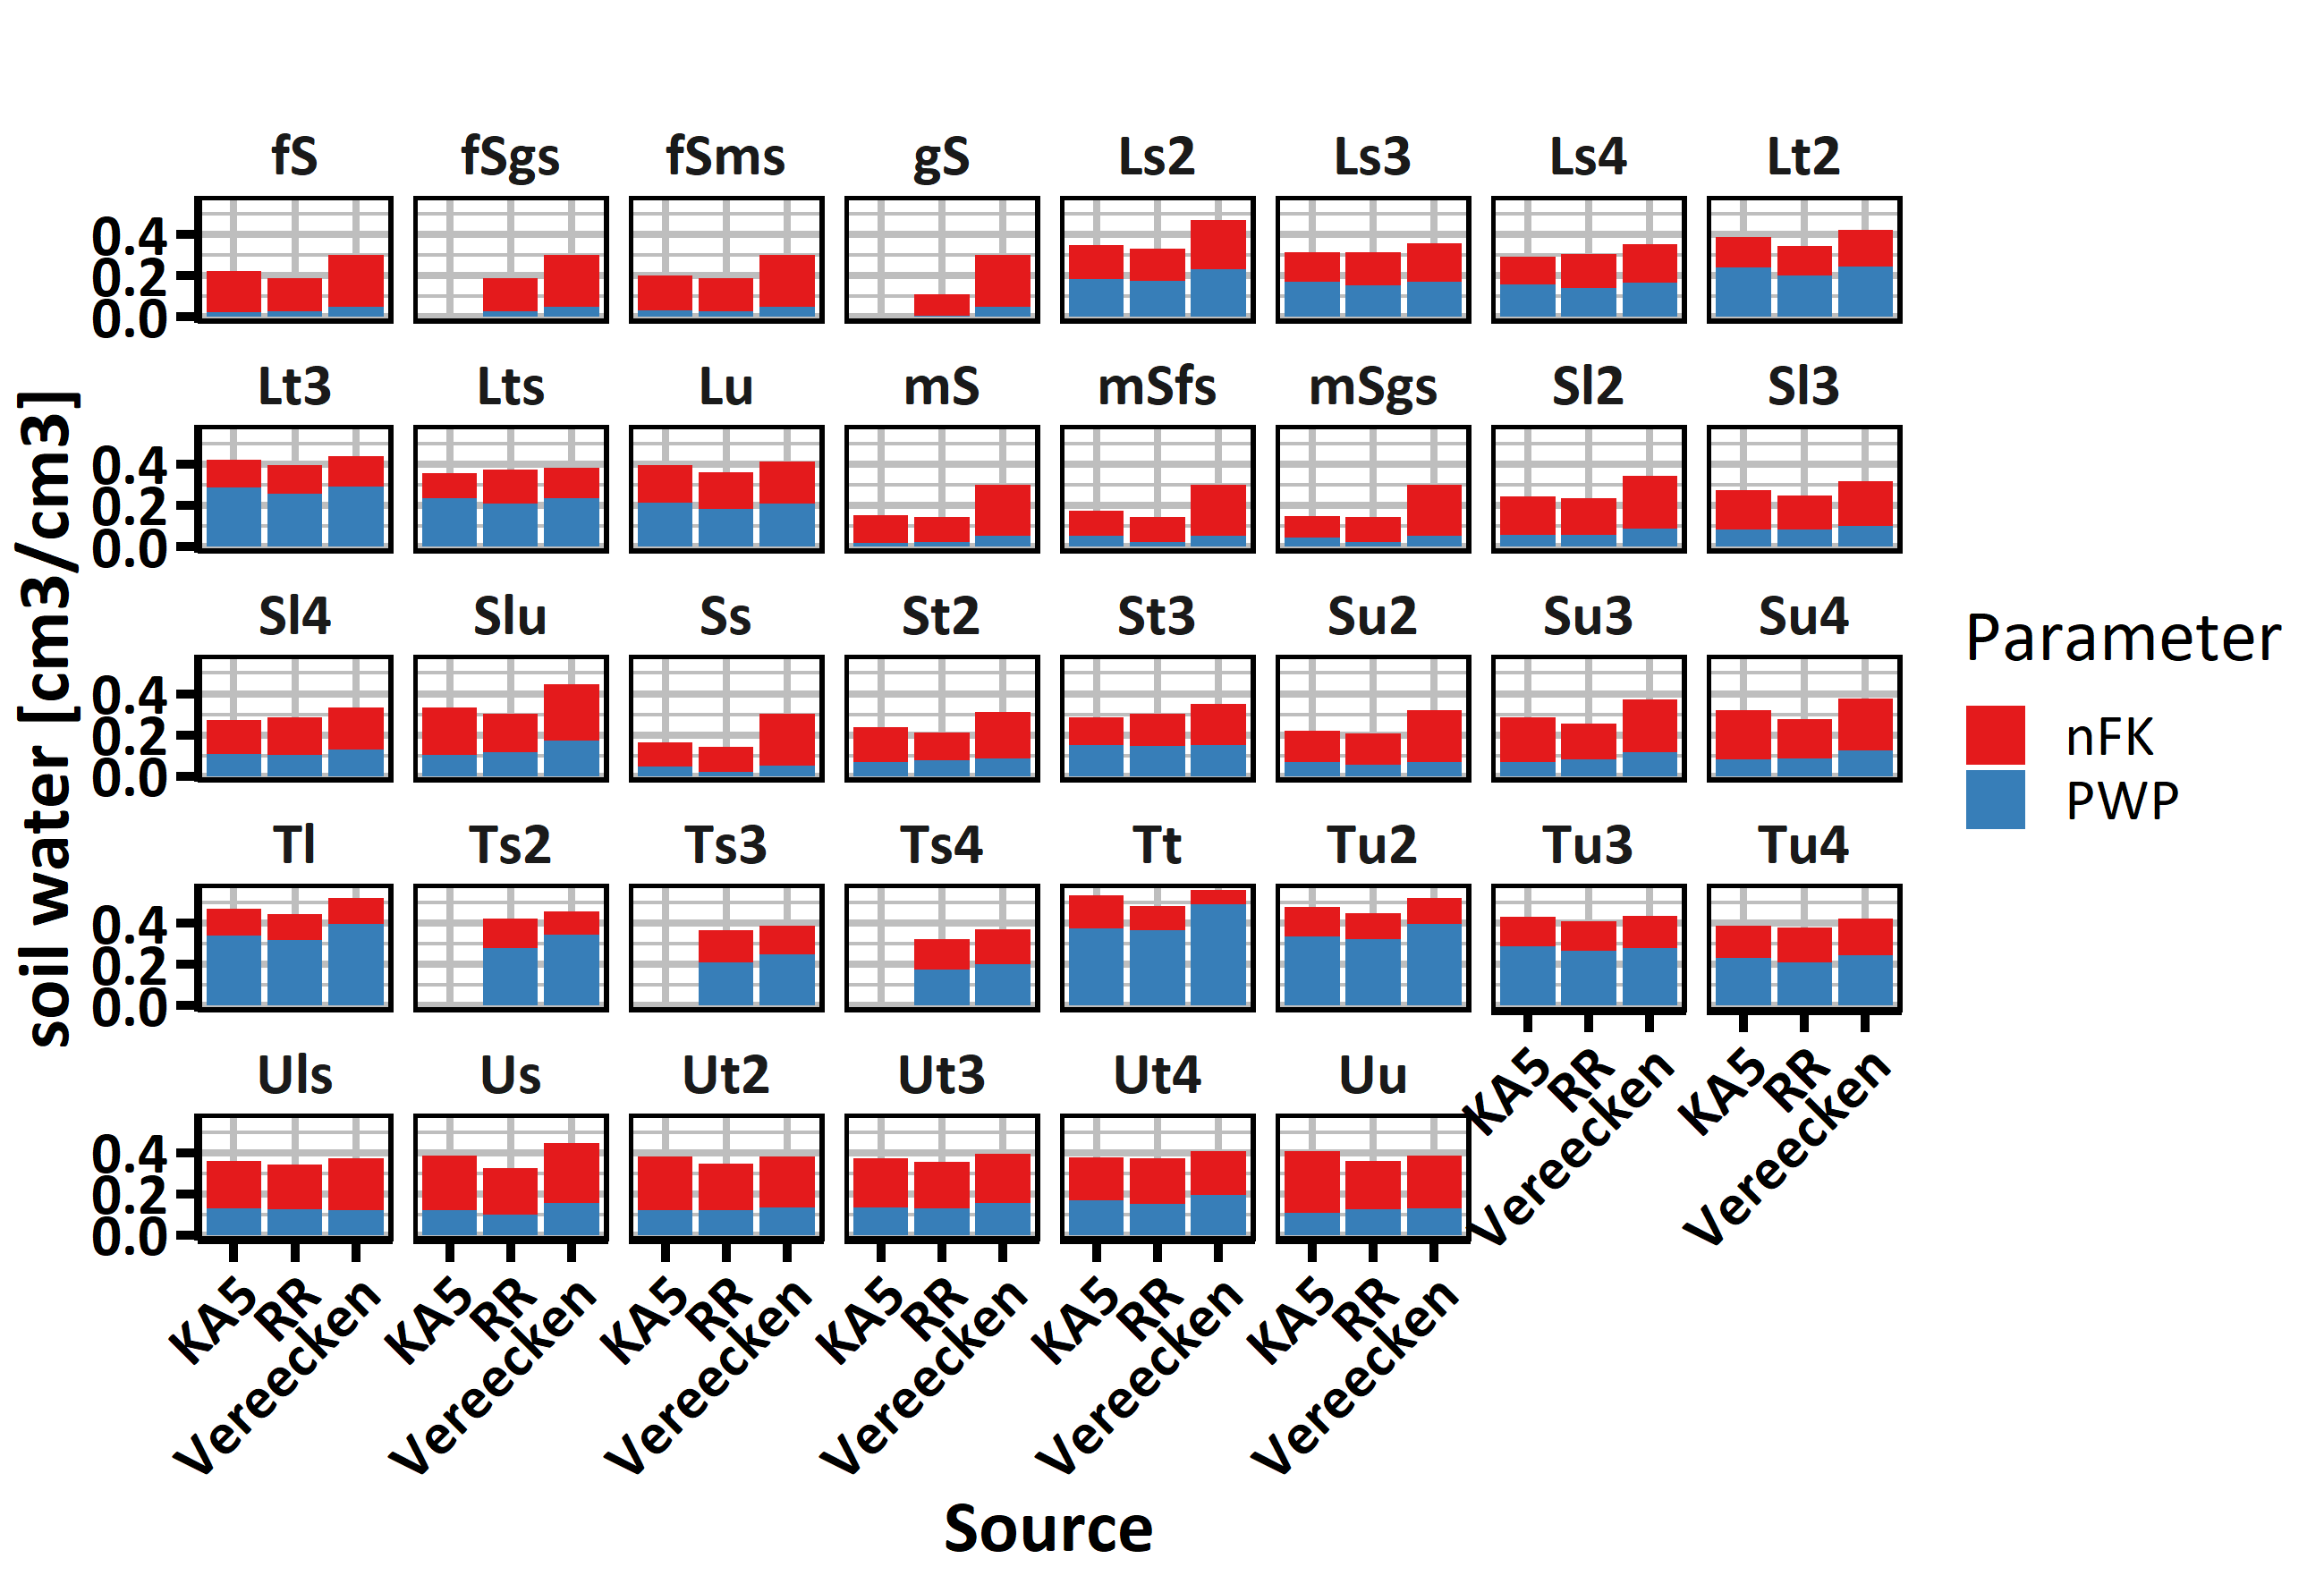 fS fSgs fSms gS Ls2 Ls3 Ls4 Lt2
0.4
0.2
0.0
Lt3 Lts Lu mS mSfs mSgs Sl2 Sl3
0.4
0.2
0.0
Sl4 Slu Ss St2 St3 Su2 Su3 Su4
0.4
0.2
0.0
Tl Ts2 Ts3 Ts4 Tt Tu2 Tu3 Tu4
0.4
0.2
0.0
KA5 RR Vereecken KA5 RR Vereecken
Uls Us Ut2 Ut3 Ut4 Uu
0.4
0.2
0.0
KA5 RR Vereecken KA5 RR Vereecken KA5 RR Vereecken KA5 RR Vereecken KA5 RR Vereecken KA5 RR Vereecken
Source
soil water [cm3/cm3]
Parameter
nFK
PWP